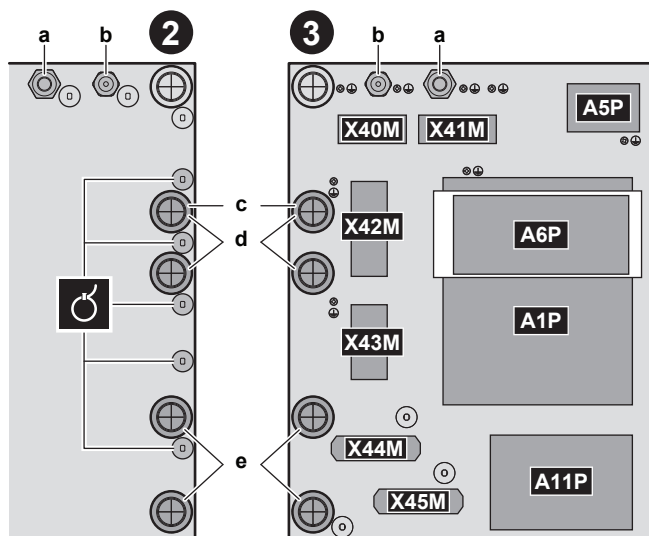 a b 2 3 b a
A5P
X40M X41M
c
d
X42M A6P
A1P
X43M
X44M
e
A11P
X45M